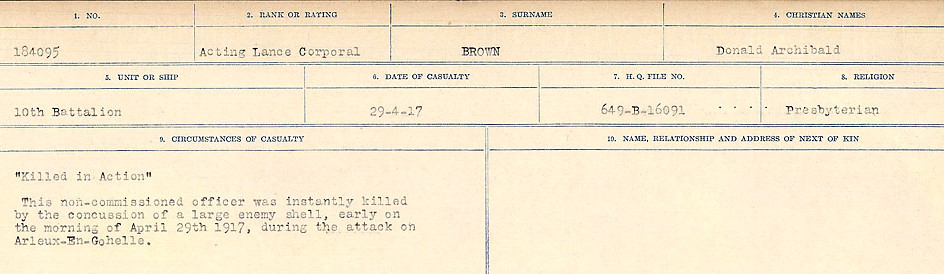 1. NO. 2. RANK OR RATING 3. SURNAME 4. CHRISTIAN NAMES
184095 Acting Lance Corporal BROWN Donald Archibald
5. UNIT OR SHIP 6. DATE OF CASUALTY 7. H. Q. FILE NO. 8. RELIGION
10th Battalion 29-4-17 649-B-16091 . . . . Presbyterian
9. CIRCUMSTANCES OF CASUALTY 10. NAME, RELATIONSHIP AND ADDRESS OF NEXT OF KIN
"Killed in Action"
This non-commissioned officer was instantly killed
by the concussion of a large enemy shell, early on
the morning of April 29th 1917, during the attack on
Arleux-En-Gohelle.